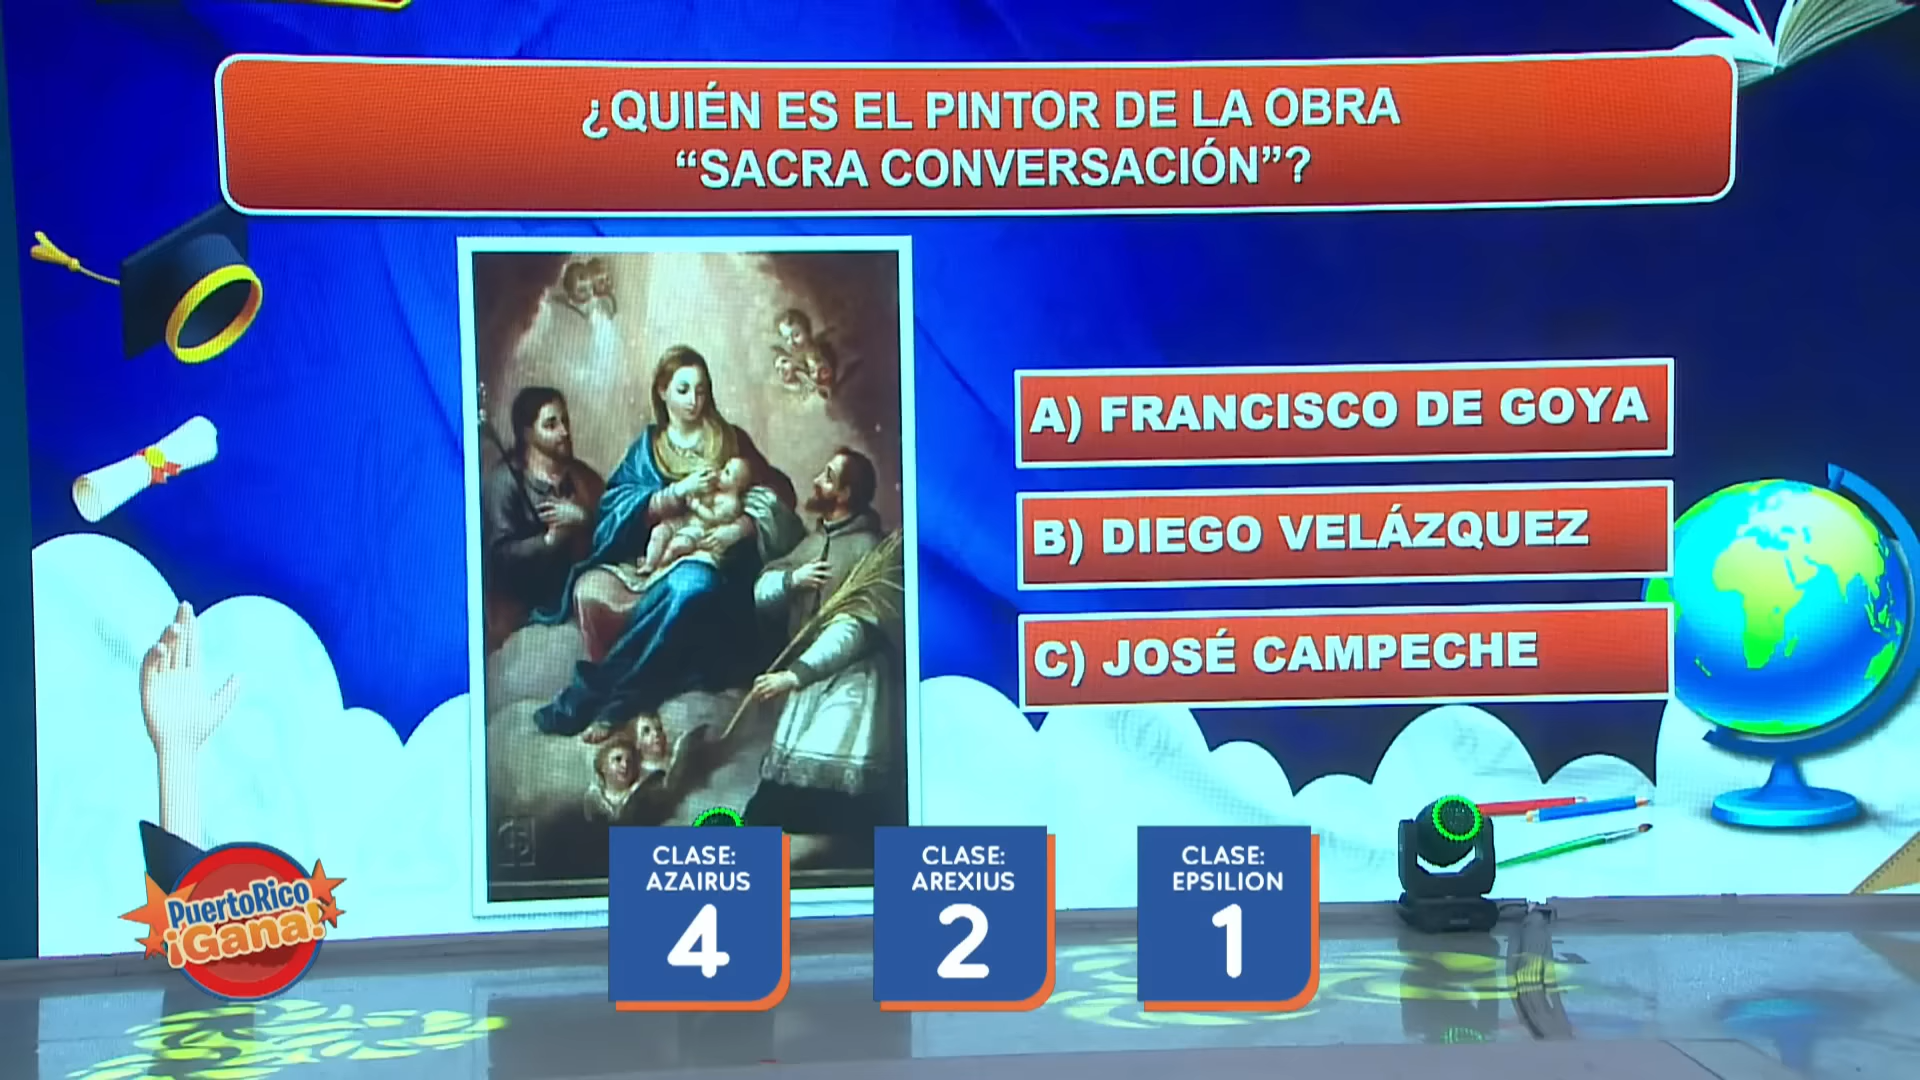 ¿QUIÉN ES EL PINTOR DE LA OBRA
“SACRA CONVERSACIÓN”?
A) FRANCISCO DE GOYA
B) DIEGO VELÁZQUEZ
C) JOSÉ CAMPECHE
CLASE:
AZAIRUS
4
CLASE:
AREXIUS
2
CLASE:
EPSILION
1
PuertoRico
¡Gana!